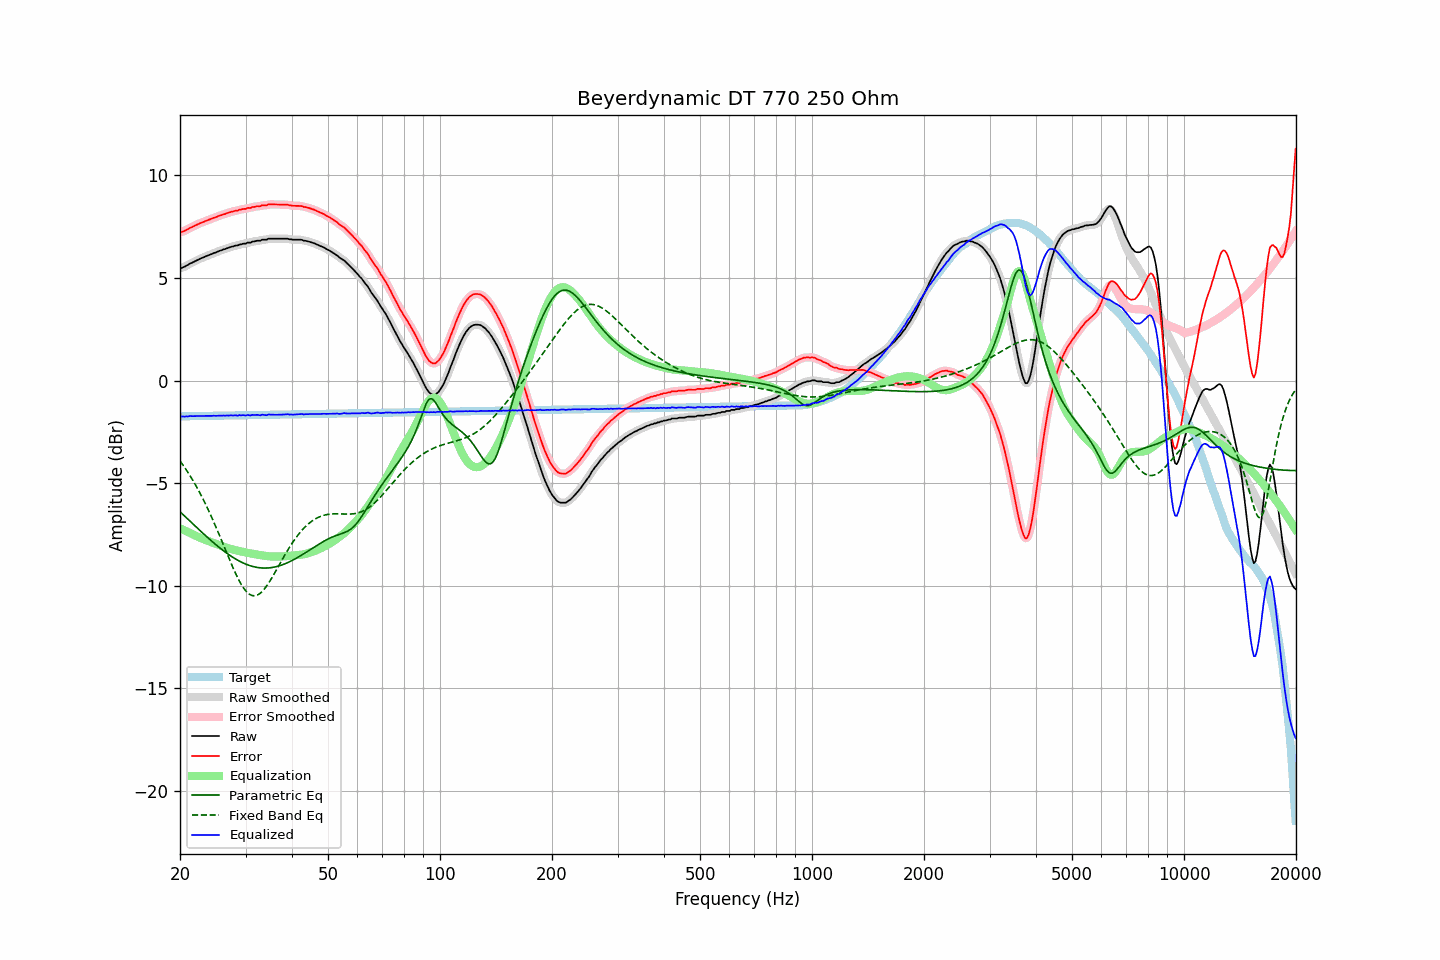 Beyerdynamic DT 770 250 Ohm
Amplitude (dBr)
10
5
0
−5
−10
−15
−20
Target
Raw Smoothed
Error Smoothed
Raw
Error
Equalization
Parametric Eq
Fixed Band Eq
Equalized
20 50 100 200 500 1000 2000 5000 10000 20000
Frequency (Hz)